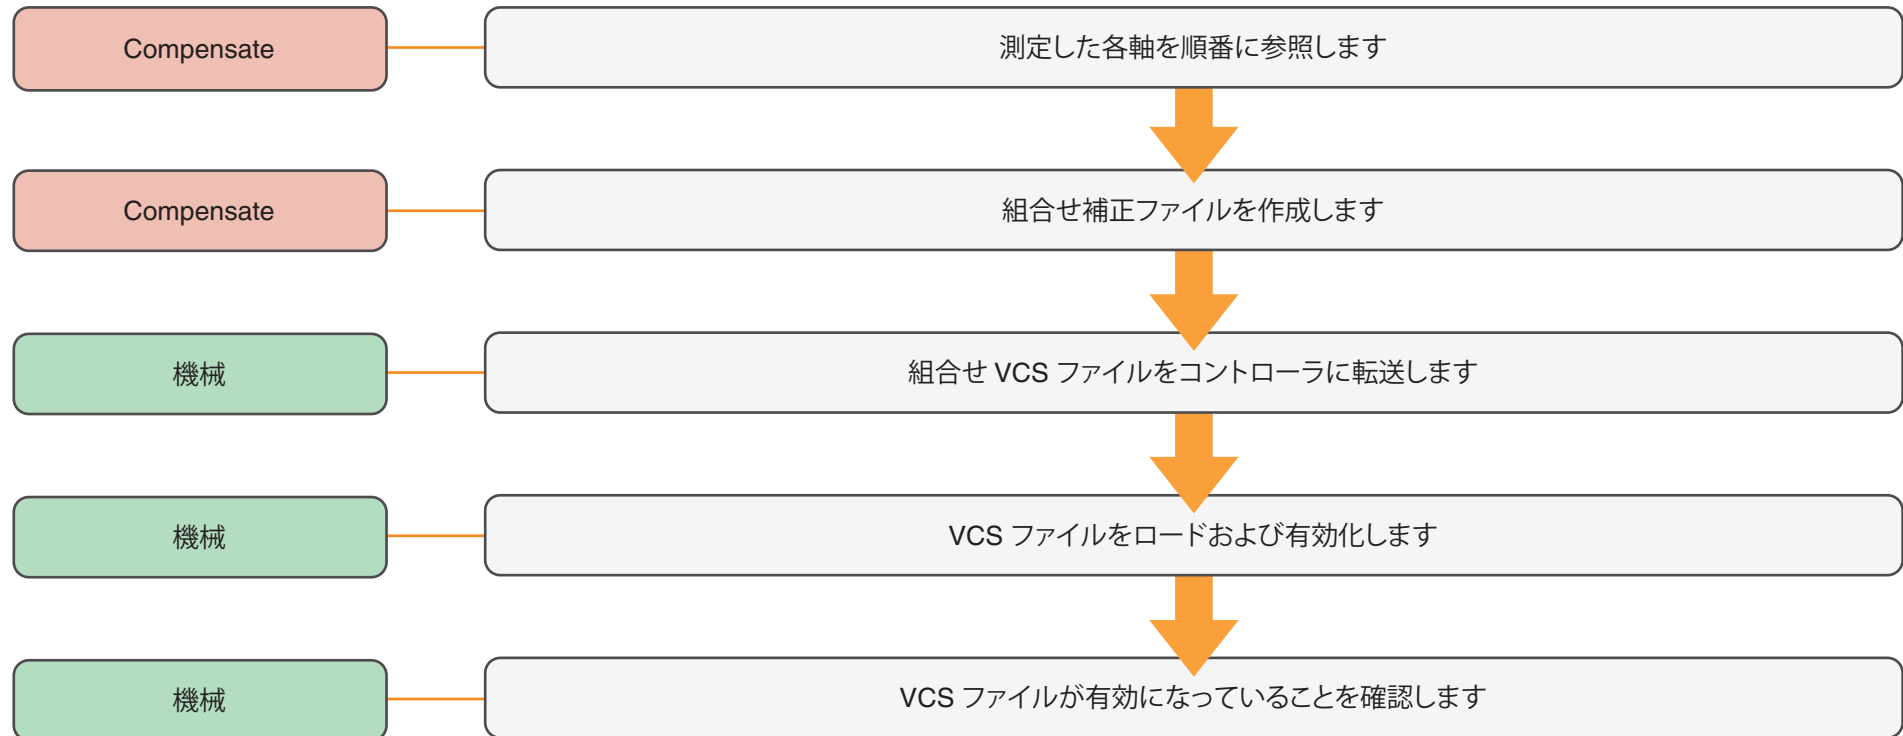 Compensate
測定した各軸を順番に参照します
Compensate
組合せ補正ファイルを作成します
機械
組合せ VCS ファイルをコントローラに転送します
機械
VCS ファイルをロードおよび有効化します
機械
VCS ファイルが有効になっていることを確認します